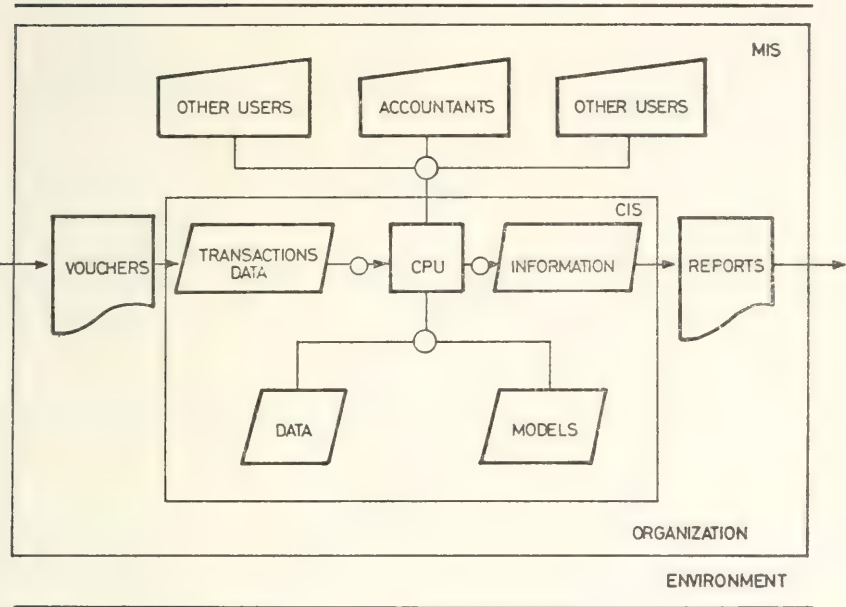 MIS
OTHER USERS
ACCOUNTANTS
OTHER USERS
CIS
VOUCHERS
TRANSACTIONS
DATA
CPU
INFORMATION
REPORTS
DATA
MODELS
ORGANIZATION
ENVIRONMENT